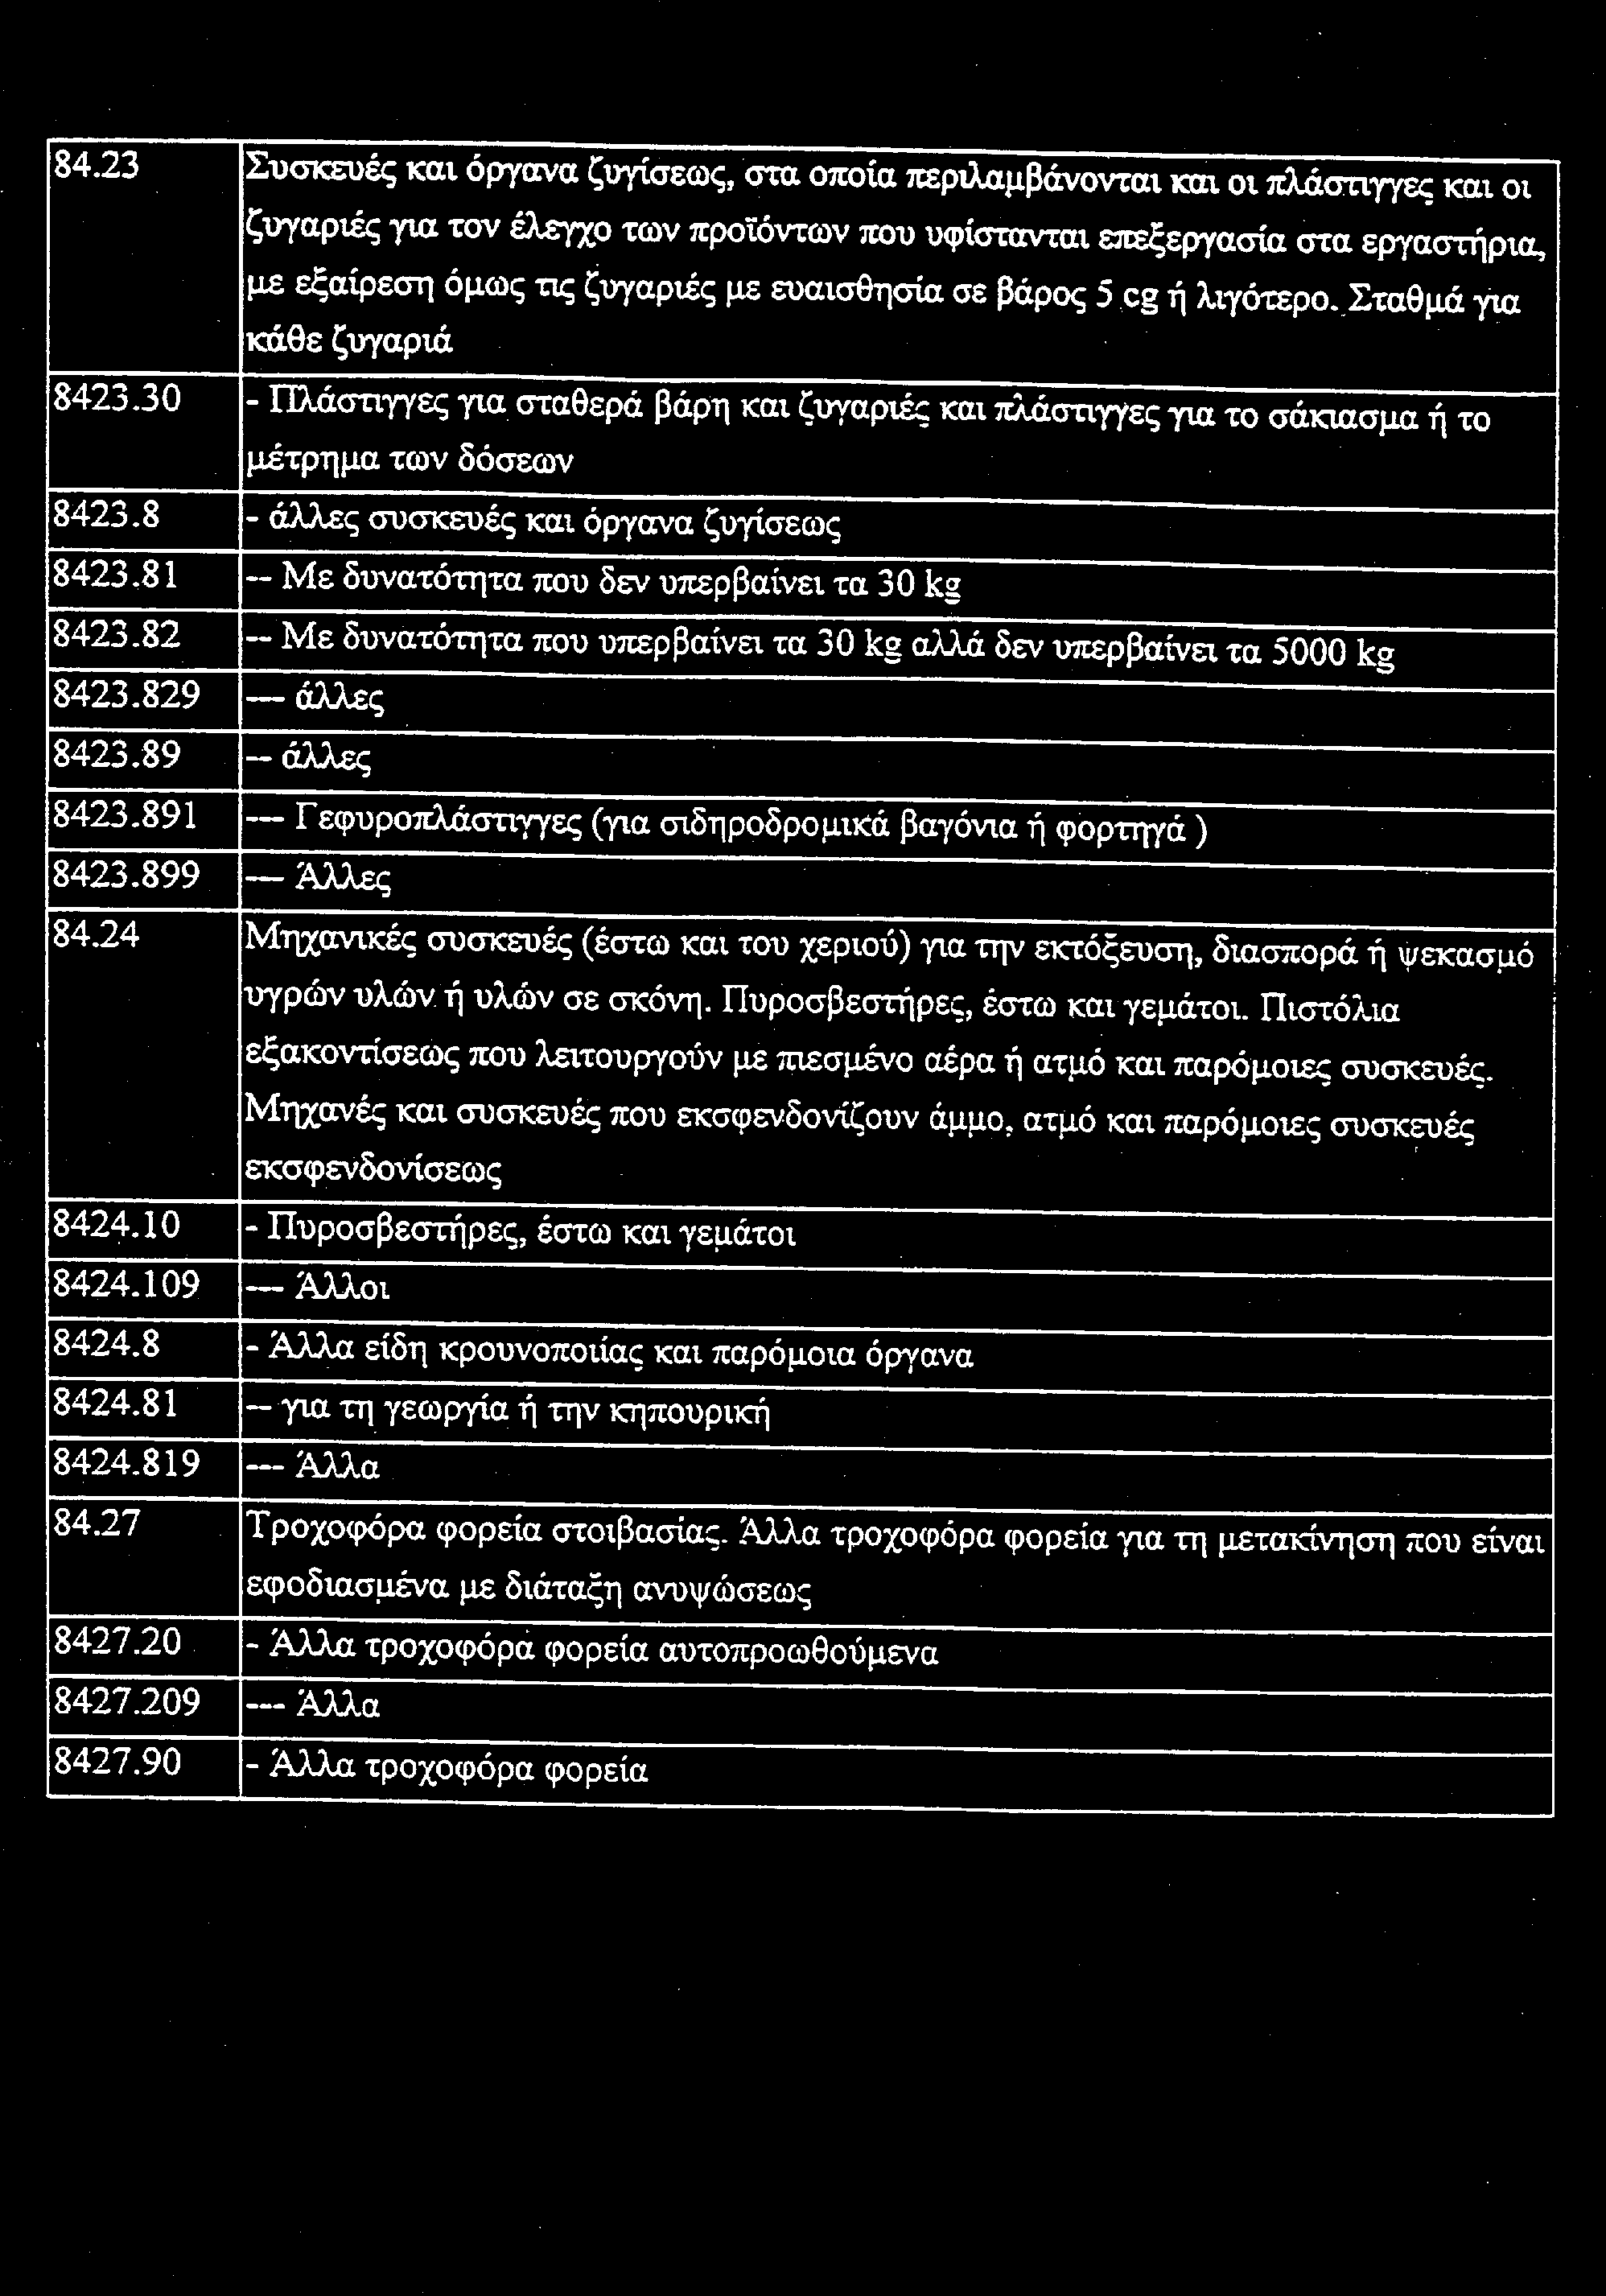 84.23 Συσκευές και όργανα ζυγίσεως, στα οποία περιλαμβάνονται και οι πλάστιγγες και οι
ζυγαριές για τον έλεγχο των προϊόντων που υφίστανται επεξεργασία στα εργαστήρια,
με εξαίρεση όμως τις ζυγαριές με ευαισθησία σε βάρος 5 cg ή λιγότερο. Σταθμά για
κάθε ζυγαριά
8423.30 - Πλάστιγγες για σταθερά βάρη και ζυγαριές και πλάστιγγες για το σάκιασμα ή το
μέτρημα των δόσεων
8423.8 - άλλες συσκευές και όργανα ζυγίσεως
8423.81 -- Με δυνατότητα που δεν υπερβαίνει τα 30 kg
8423.82 -- Με δυνατότητα που υπερβαίνει τα 30 kg αλλά δεν υπερβαίνει τα 5000 kg
8423.829 --- άλλες
8423.89 -- άλλες
8423.891 --- Γεφυροπλάστιγγες (για σιδηροδρομικά βαγόνια ή φορτηγά )
8423.899 --- Άλλες
84.24 Μηχανικές συσκευές (έστω και του χεριού) για την εκτόξευση, διασπορά ή ψεκασμό
υγρών υλών ή υλών σε σκόνη. Πυροσβεστήρες, έστω και γεμάτοι. Πιστόλια
εξακοντίσεως που λειτουργούν με πιεσμένο αέρα ή ατμό και παρόμοιες συσκευές.
Μηχανές και συσκευές που εκσφενδονίζουν άμμο, ατμό και παρόμοιες συσκευές
εκσφενδονίσεως
8424.10 - Πυροσβεστήρες, έστω και γεμάτοι
8424.109 --- Άλλοι
8424.8 - Άλλα είδη κρουνοποιίας και παρόμοια όργανα
8424.81 -- για τη γεωργία ή την κηπουρική
8424.819 --- Άλλα
84.27 Τροχοφόρα φορεία στοιβασίας. Άλλα τροχοφόρα φορεία για τη μετακίνηση που είναι
εφοδιασμένα με διάταξη ανυψώσεως
8427.20 - Άλλα τροχοφόρα φορεία αυτοπροωθούμενα
8427.209 --- Άλλα
8427.90 - Άλλα τροχοφόρα φορεία